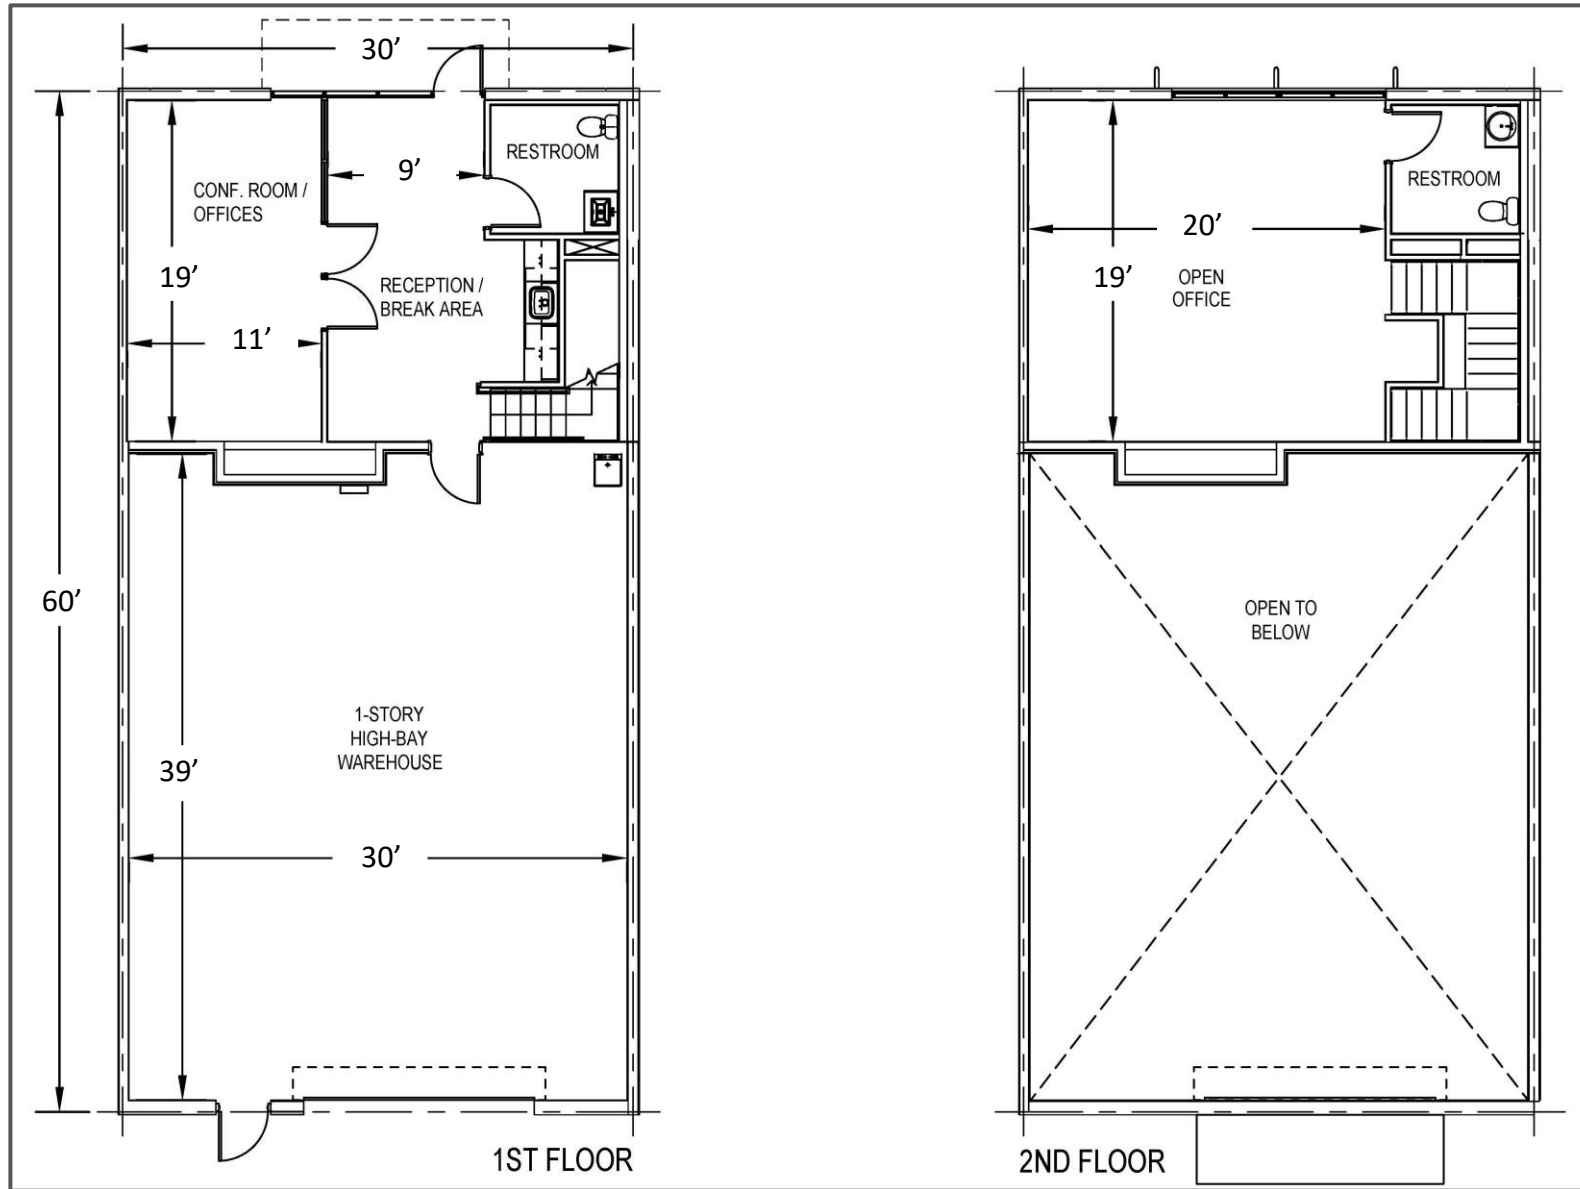 30’
RESTROOM
9’
CONF. ROOM /
OFFICES
19’
RECEPTION /
BREAK AREA
11’
60’
1-STORY
HIGH-BAY
WAREHOUSE
39’
30’
1ST FLOOR
RESTROOM
20’
19’
OPEN
OFFICE
OPEN TO
BELOW
2ND FLOOR